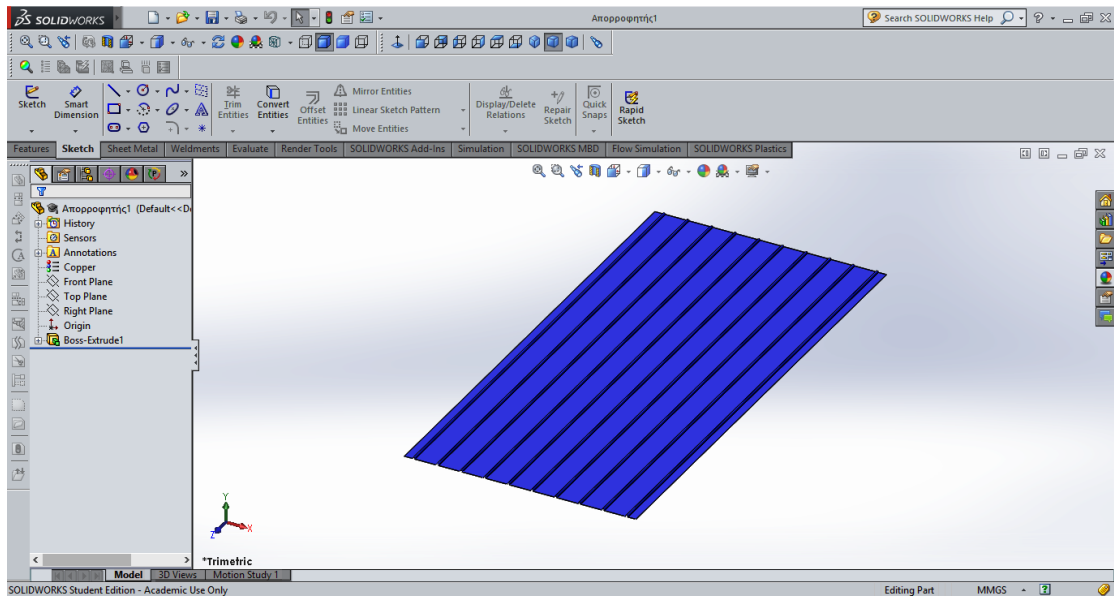 SOLIDWORKS
Απορροφητής1
Search SOLIDWORKS Help
Sketch
Smart Dimension
Trim Entities
Convert Entities
Offset Entities
Mirror Entities
Linear Sketch Pattern
Move Entities
Display/Delete Relations
Repair Sketch
Quick Snaps
Rapid Sketch
Features Sketch Sheet Metal Weldments Evaluate Render Tools SOLIDWORKS Add-Ins Simulation SOLIDWORKS MBD Flow Simulation SOLIDWORKS Plastics
Απορροφητής1 (Default<<D
History
Sensors
Annotations
Copper
Front Plane
Top Plane
Right Plane
Origin
Boss-Extrude1
Y
X
Z
*Trimetric
Model 3D Views Motion Study 1
SOLIDWORKS Student Edition - Academic Use Only
Editing Part MMGS